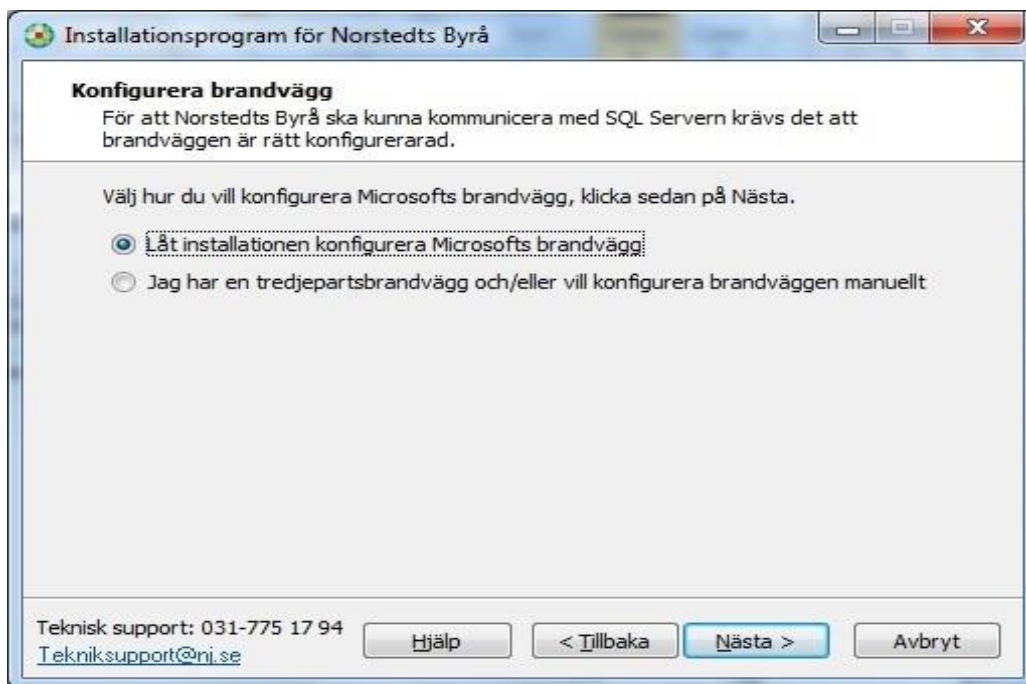 Installationsprogram för Norstedts Byrå
Konfigurera brandvägg
För att Norstedts Byrå ska kunna kommunicera med SQL Servern krävs det att
brandväggen är rätt konfigurerarad.
Välj hur du vill konfigurera Microsofts brandvägg, klicka sedan på Nästa.
Låt installationen konfigurera Microsofts brandvägg
Jag har en tredjepartsbrandvägg och/eller vill konfigurera brandväggen manuellt
Teknisk support: 031-775 17 94
Tekniksupport@nj.se
Hjälp
< Tillbaka
Nästa >
Avbryt